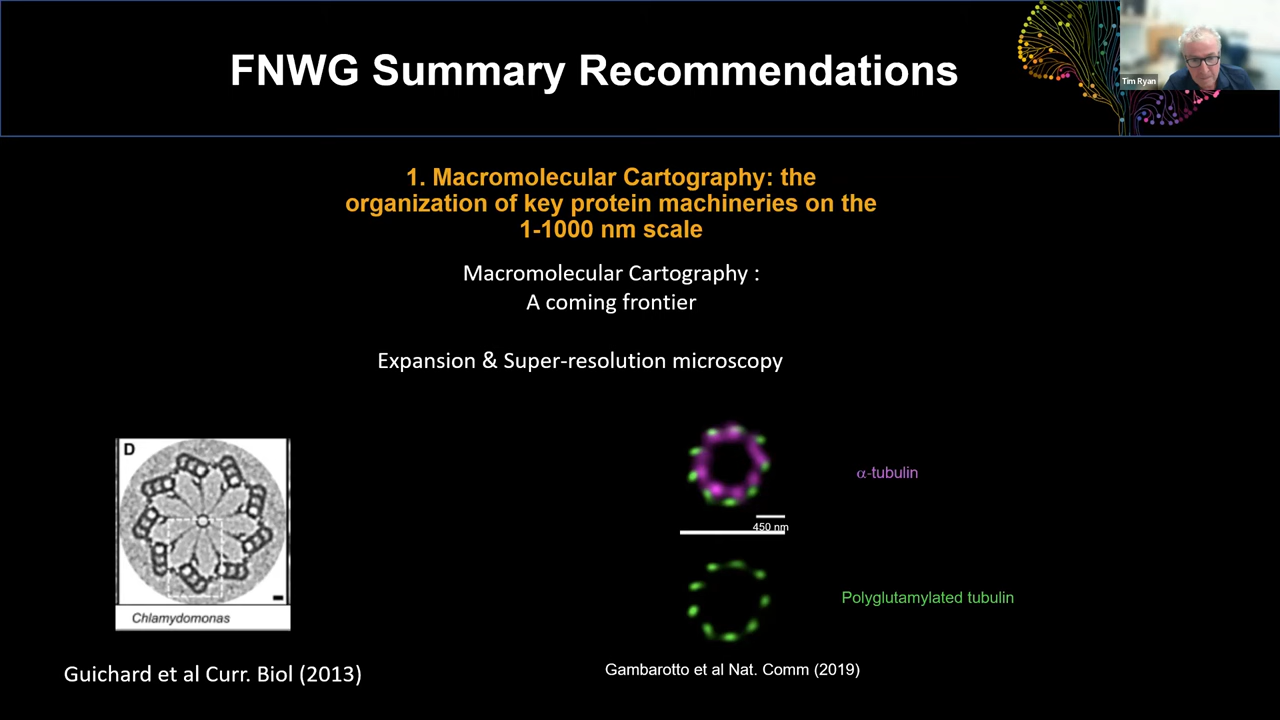 FNWG Summary Recommendations
Tim Ryan
1. Macromolecular Cartography: the
organization of key protein machineries on the
1-1000 nm scale
Macromolecular Cartography :
A coming frontier
Expansion & Super-resolution microscopy
D
Chlamydomonas
Guichard et al Curr. Biol (2013)
α-tubulin
450 nm
Polyglutamylated tubulin
Gambarotto et al Nat. Comm (2019)